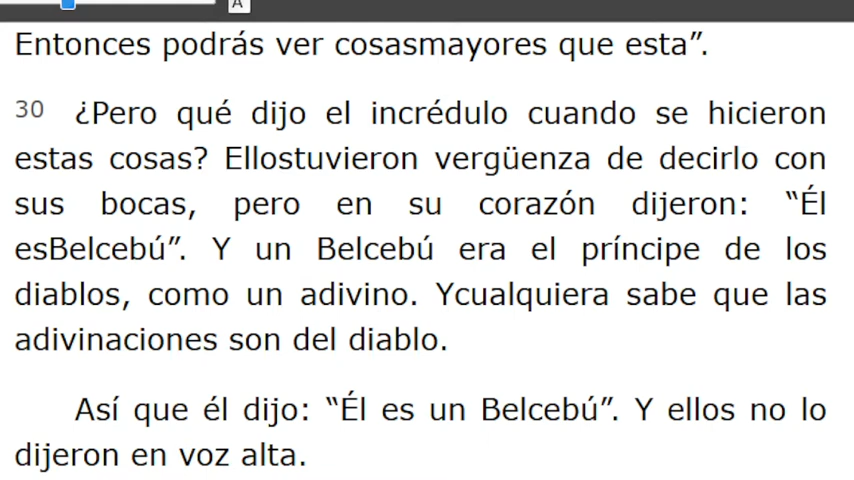 A
Entonces podrás ver cosasmayores que esta”.
30 ¿Pero qué dijo el incrédulo cuando se hicieron
estas cosas? Ellostuvieron vergüenza de decirlo con
sus bocas, pero en su corazón dijeron: “Él
esBelcebú”. Y un Belcebú era el príncipe de los
diablos, como un adivino. Ycualquiera sabe que las
adivinaciones son del diablo.
Así que él dijo: “Él es un Belcebú”. Y ellos no lo
dijeron en voz alta.